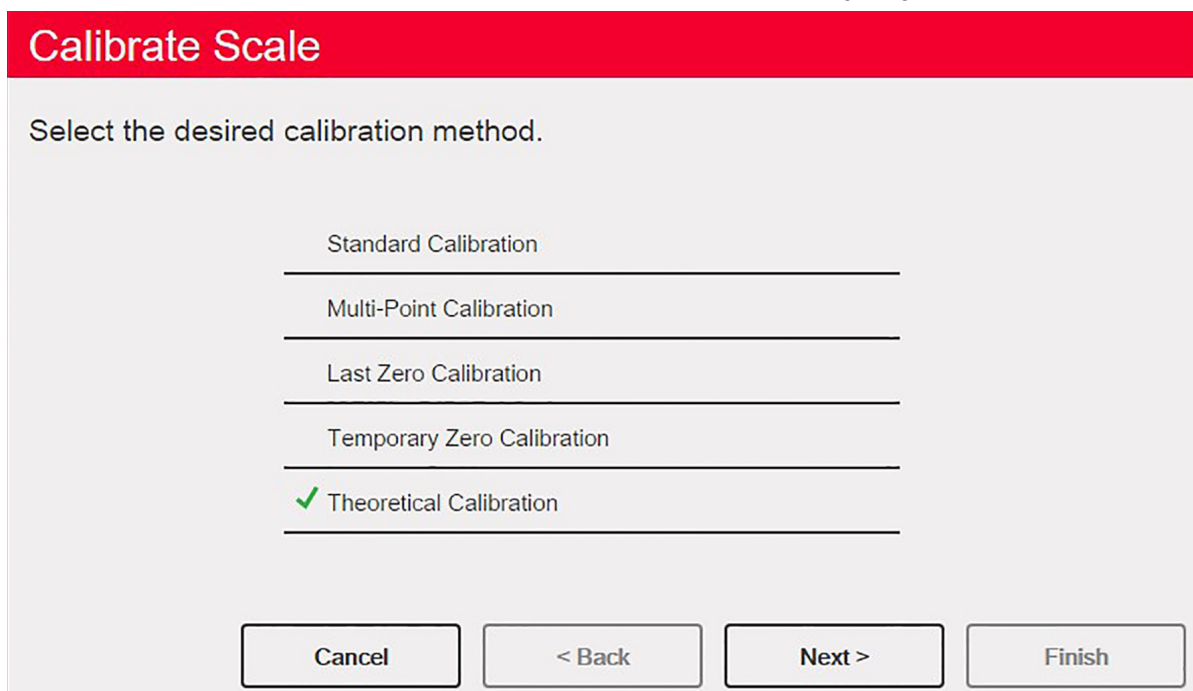 Calibrate Scale
Select the desired calibration method.
Standard Calibration
Multi-Point Calibration
Last Zero Calibration
Temporary Zero Calibration
Theoretical Calibration
Cancel
< Back
Next >
Finish